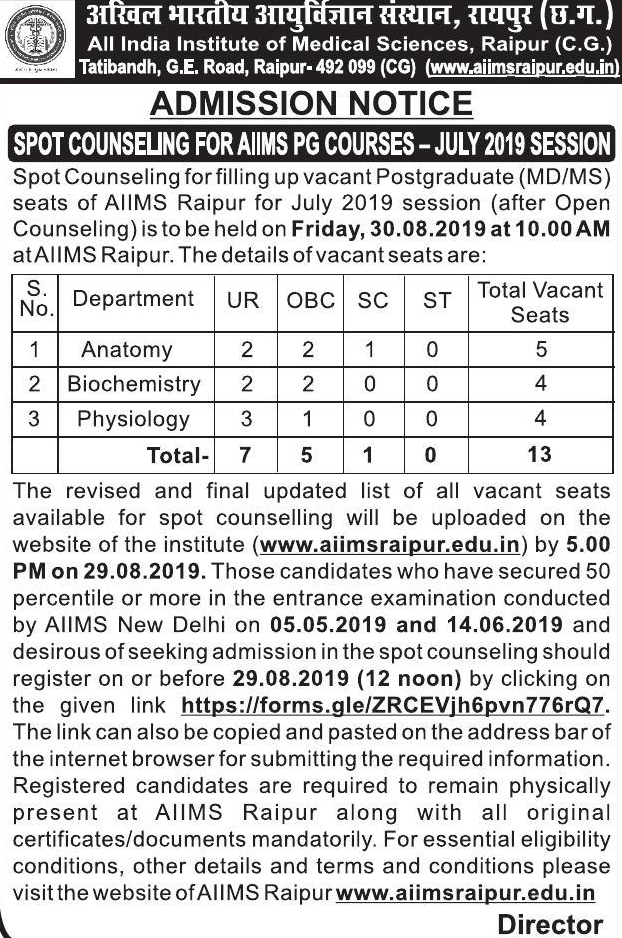 अखिल भारतीय आयुर्विज्ञान संस्थान, रायपुर (छ.ग.)
All India Institute of Medical Sciences, Raipur (C.G.)
Tatibandh, G.E. Road, Raipur- 492 099 (CG) (www.aiimsraipur.edu.in)
ADMISSION NOTICE
SPOT COUNSELING FOR AIIMS PG COURSES – JULY 2019 SESSION
Spot Counseling for filling up vacant Postgraduate (MD/MS)
seats of AIIMS Raipur for July 2019 session (after Open
Counseling) is to be held on Friday, 30.08.2019 at 10.00 AM
at AIIMS Raipur. The details of vacant seats are:
S. No. Department UR OBC SC ST Total Vacant Seats
1 Anatomy 2 2 1 0 5
2 Biochemistry 2 2 0 0 4
3 Physiology 3 1 0 0 4
Total- 7 5 1 0 13
The revised and final updated list of all vacant seats
available for spot counselling will be uploaded on the
website of the institute (www.aiimsraipur.edu.in) by 5.00
PM on 29.08.2019. Those candidates who have secured 50
percentile or more in the entrance examination conducted
by AIIMS New Delhi on 05.05.2019 and 14.06.2019 and
desirous of seeking admission in the spot counseling should
register on or before 29.08.2019 (12 noon) by clicking on
the given link https://forms.gle/ZRCEVjh6pvn776rQ7.
The link can also be copied and pasted on the address bar of
the internet browser for submitting the required information.
Registered candidates are required to remain physically
present at AIIMS Raipur along with all original
certificates/documents mandatorily. For essential eligibility
conditions, other details and terms and conditions please
visit the website of AIIMS Raipur www.aiimsraipur.edu.in
Director